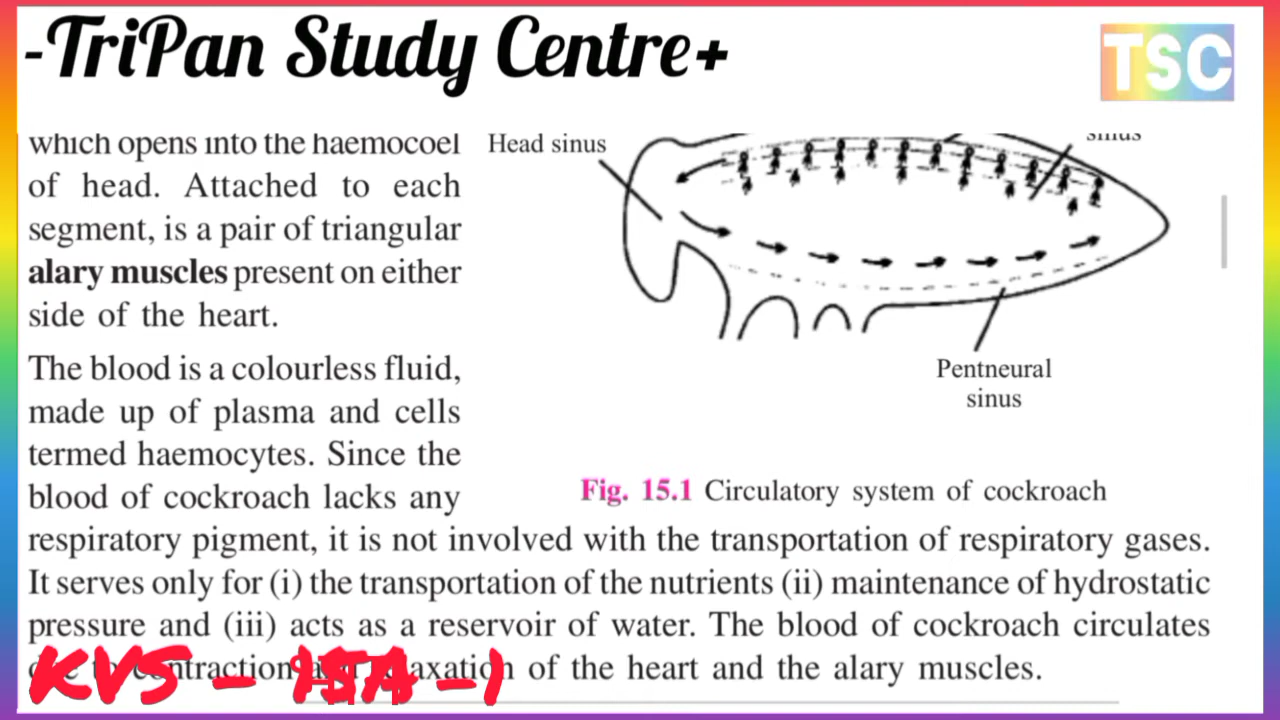 -TriPan Study Centre+
TSC
which opens into the haemocoel
of head. Attached to each
segment, is a pair of triangular
alary muscles present on either
side of the heart.
The blood is a colourless fluid,
made up of plasma and cells
termed haemocytes. Since the
blood of cockroach lacks any
Head sinus
sinus
Pentneural
sinus
Fig. 15.1 Circulatory system of cockroach
respiratory pigment, it is not involved with the transportation of respiratory gases.
It serves only for (i) the transportation of the nutrients (ii) maintenance of hydrostatic
pressure and (iii) acts as a reservoir of water. The blood of cockroach circulates
of the heart and the alary muscles.
KVS –